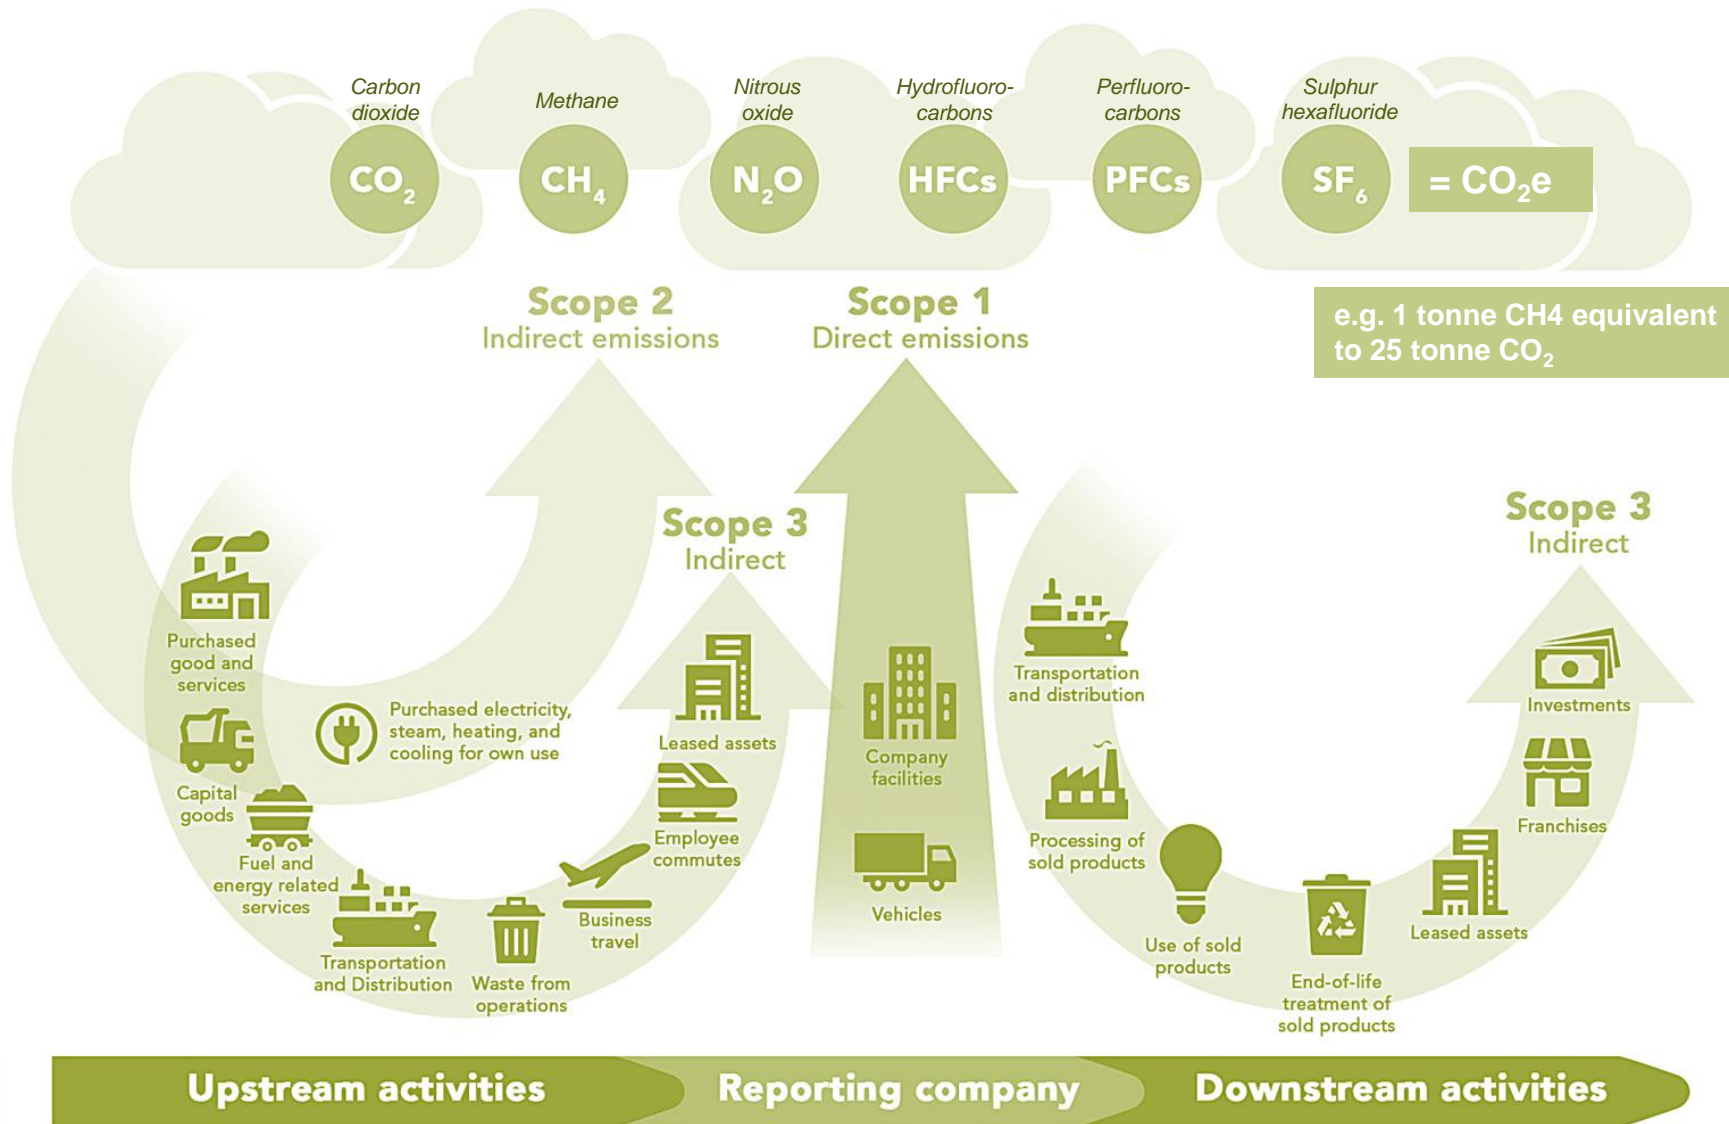 Carbon
dioxide
Methane
Nitrous
oxide
Hydrofluoro-
carbons
Perfluoro-
carbons
Sulphur
hexafluoride
CO₂
CH₄
N₂O
HFCs
PFCs
SF₆
= CO₂e
e.g. 1 tonne CH4 equivalent
to 25 tonne CO₂
Scope 2
Indirect emissions
Scope 1
Direct emissions
Scope 3
Indirect
Scope 3
Indirect
Purchased
good and
services
Capital
goods
Fuel and
energy related
services
Transportation
and Distribution
Waste from
operations
Business
travel
Employee
commutes
Leased assets
Purchased electricity,
steam, heating, and
cooling for own use
Company
facilities
Vehicles
Transportation
and distribution
Processing of
sold products
Use of sold
products
End-of-life
treatment of
sold products
Leased assets
Franchises
Investments
Upstream activities
Reporting company
Downstream activities